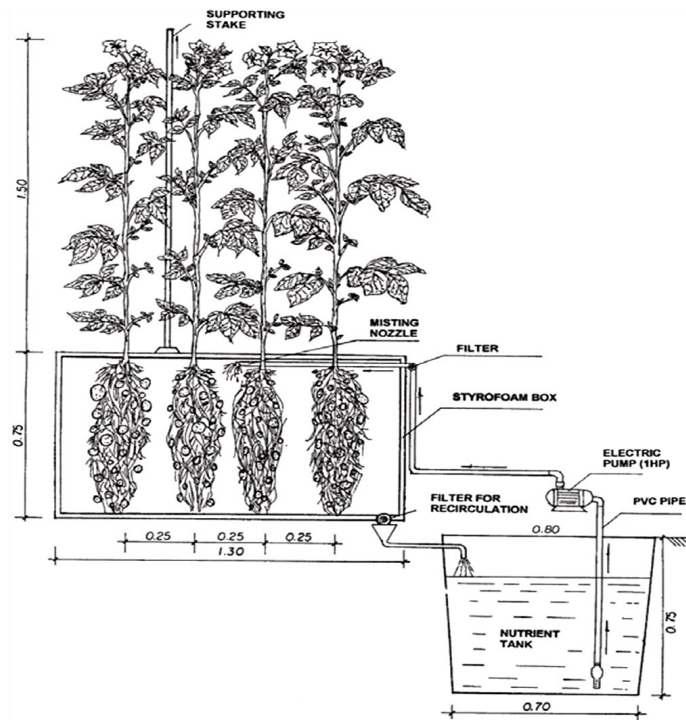 SUPPORTING
STAKE
1.50
MISTING
NOZZLE
FILTER
STYROFOAM BOX
0.75
ELECTRIC
PUMP (1HP)
PVC PIPE
FILTER FOR
RECIRCULATION
0.25
0.25
0.25
1.30
0.80
NUTRIENT
TANK
0.75
0.70